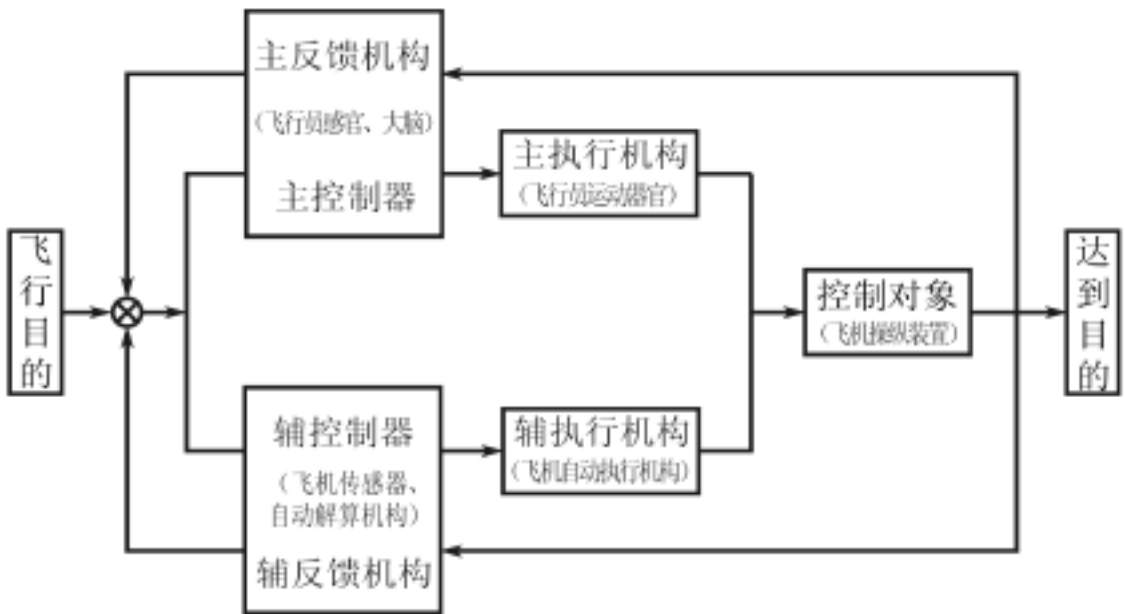 飞行目的
主反馈机构
(飞行员感官、大脑)
主控制器
主执行机构
(飞行员运动器官)
控制对象
(飞机操纵装置)
达到目的
辅控制器
(飞机传感器、
自动解算机构)
辅反馈机构
辅执行机构
(飞机自动执行机构)